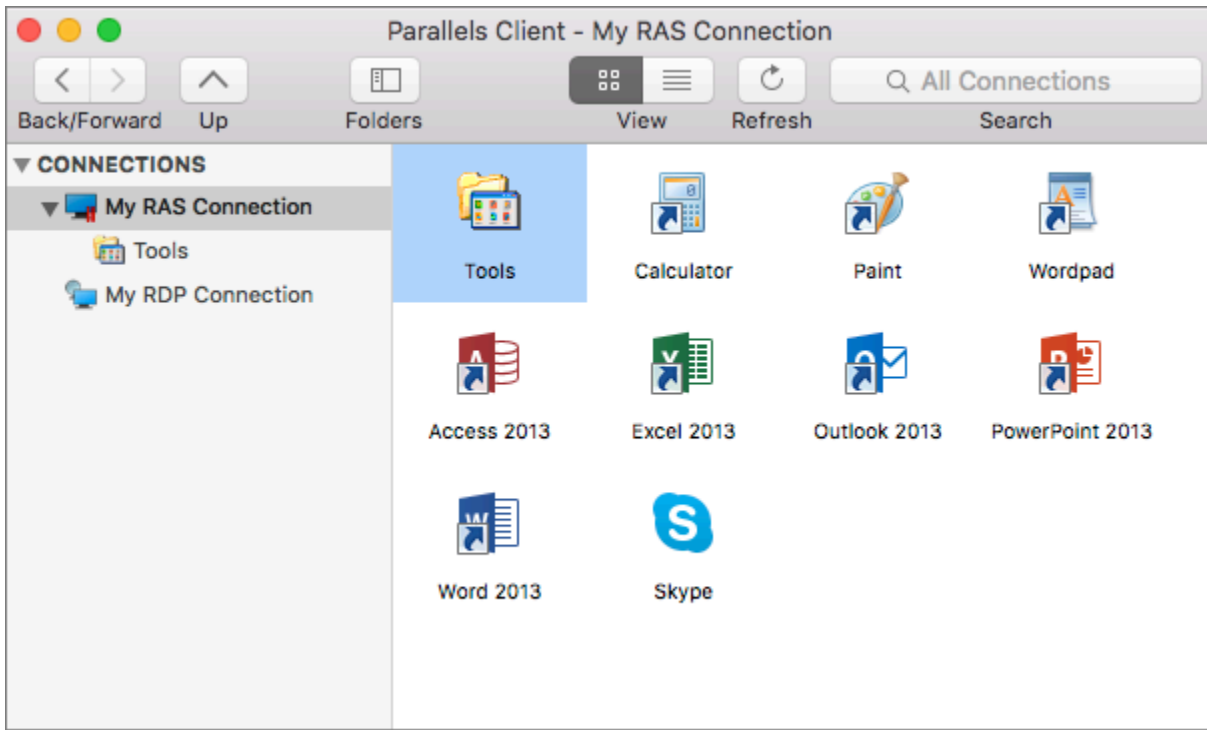 Parallels Client - My RAS Connection
All Connections
Back/Forward Up Folders View Refresh Search
CONNECTIONS
My RAS Connection
Tools
My RDP Connection
Tools Calculator Paint Wordpad
Access 2013 Excel 2013 Outlook 2013 PowerPoint 2013
Word 2013 Skype